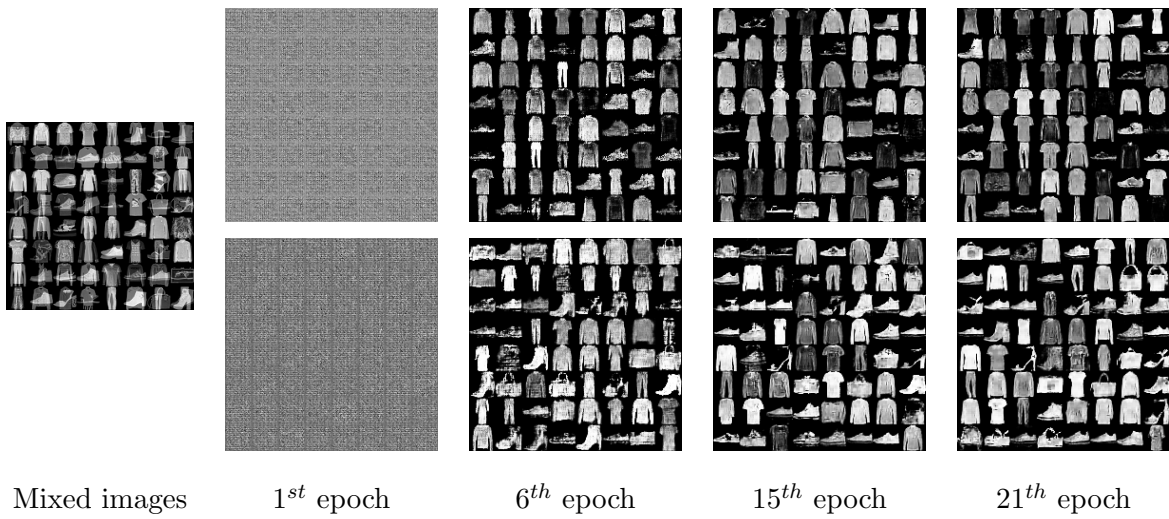 Mixed images
1st epoch
6th epoch
15th epoch
21th epoch